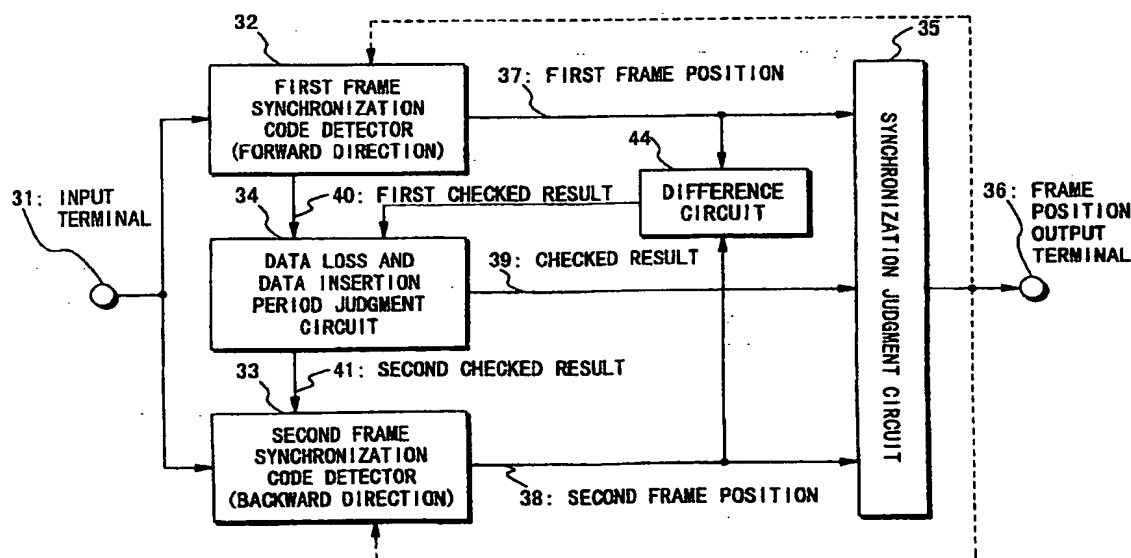 32
35
37: FIRST FRAME POSITION
FIRST FRAME
SYNCHRONIZATION
CODE DETECTOR
(FORWARD DIRECTION)
44
34
40: FIRST CHECKED RESULT
DIFFERENCE
CIRCUIT
31: INPUT
TERMINAL
36: FRAME
POSITION
OUTPUT
TERMINAL
39: CHECKED RESULT
DATA LOSS AND
DATA INSERTION
PERIOD JUDGMENT
CIRCUIT
SYNCHRONIZATION JUDGMENT CIRCUIT
33
41: SECOND CHECKED RESULT
SECOND FRAME
SYNCHRONIZATION
CODE DETECTOR
(BACKWARD DIRECTION)
38: SECOND FRAME POSITION